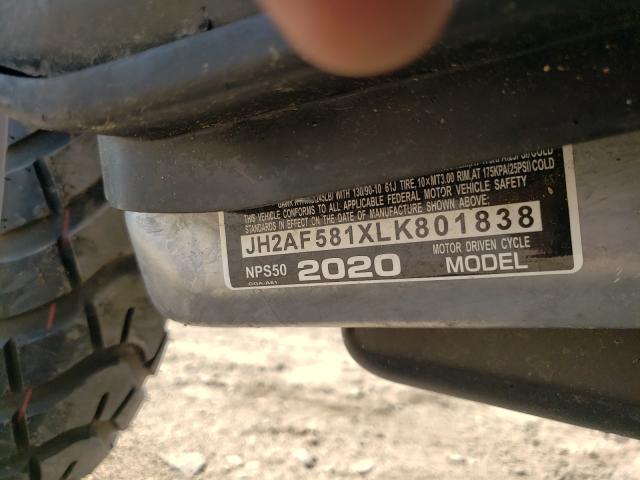 WITH 130/90-10 61J TIRE, 10×MT3.00 RIM, AT 175KPA(25PSI)COLD
THIS VEHICLE CONFORMS TO ALL APPLICABLE FEDERAL MOTOR VEHICLE SAFETY
STANDARDS IN EFFECT ON THE DATE OF MANUFACTURE SHOWN ABOVE:
JH2AF581XLK801838
NPS50 2020 MOTOR DRIVEN CYCLE MODEL